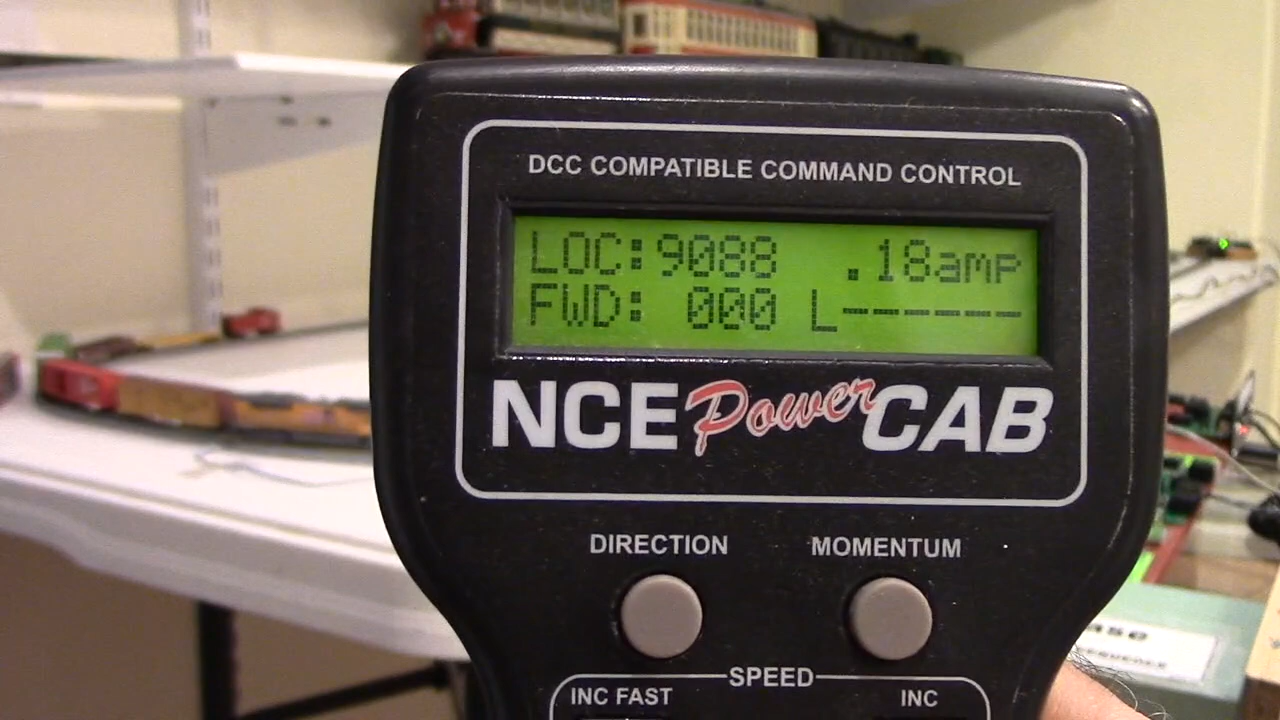 DCC COMPATIBLE COMMAND CONTROL
LOC:9088 .18amp
FWD: 000 L------
NCE Power CAB
DIRECTION MOMENTUM
SPEED
INC FAST INC